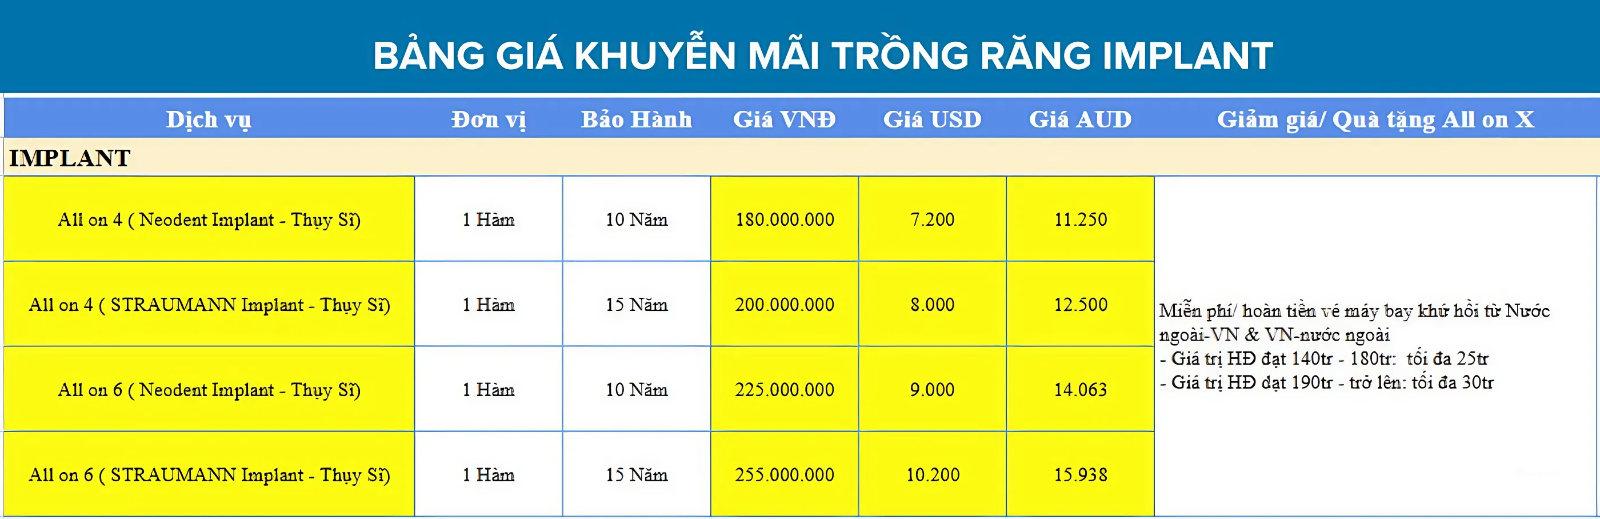 BẢNG GIÁ KHUYỄN MÃI TRỒNG RĂNG IMPLANT
Dịch vụ Đơn vị Bảo Hành Giá VNĐ Giá USD Giá AUD Giảm giá/ Quà tặng All on X
IMPLANT
All on 4 ( Neodent Implant - Thụy Sĩ) 1 Hàm 10 Năm 180.000.000 7.200 11.250
All on 4 ( STRAUMANN Implant - Thụy Sĩ) 1 Hàm 15 Năm 200.000.000 8.000 12.500
All on 6 ( Neodent Implant - Thụy Sĩ) 1 Hàm 10 Năm 225.000.000 9.000 14.063
All on 6 ( STRAUMANN Implant - Thụy Sĩ) 1 Hàm 15 Năm 255.000.000 10.200 15.938
Miễn phí/ hoàn tiền vé máy bay khứ hồi từ Nước
ngoài-VN & VN-nước ngoài
- Giá trị HĐ đạt 140tr - 180tr: tối đa 25tr
- Giá trị HĐ đạt 190tr - trở lên: tối đa 30tr